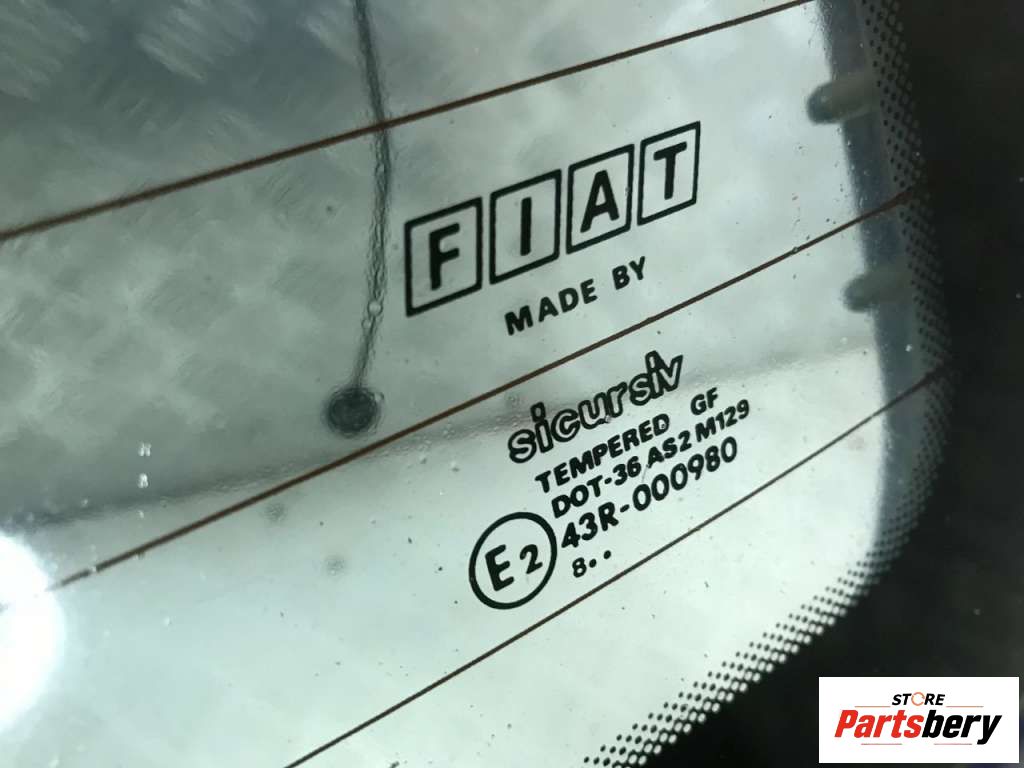 FIAT
MADE BY
sicursiv
TEMPERED GF
DOT-36 AS2 M129
43R-000980
E2
8..
STORE
Partsbery